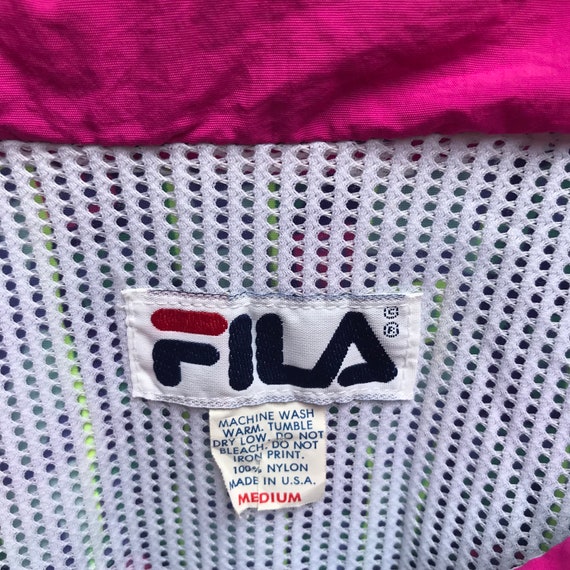 FILA
© ®
MACHINE WASH
WARM. TUMBLE
DRY LOW. DO NOT
BLEACH. DO NOT
IRON PRINT.
100% NYLON
MADE IN U.S.A.
MEDIUM